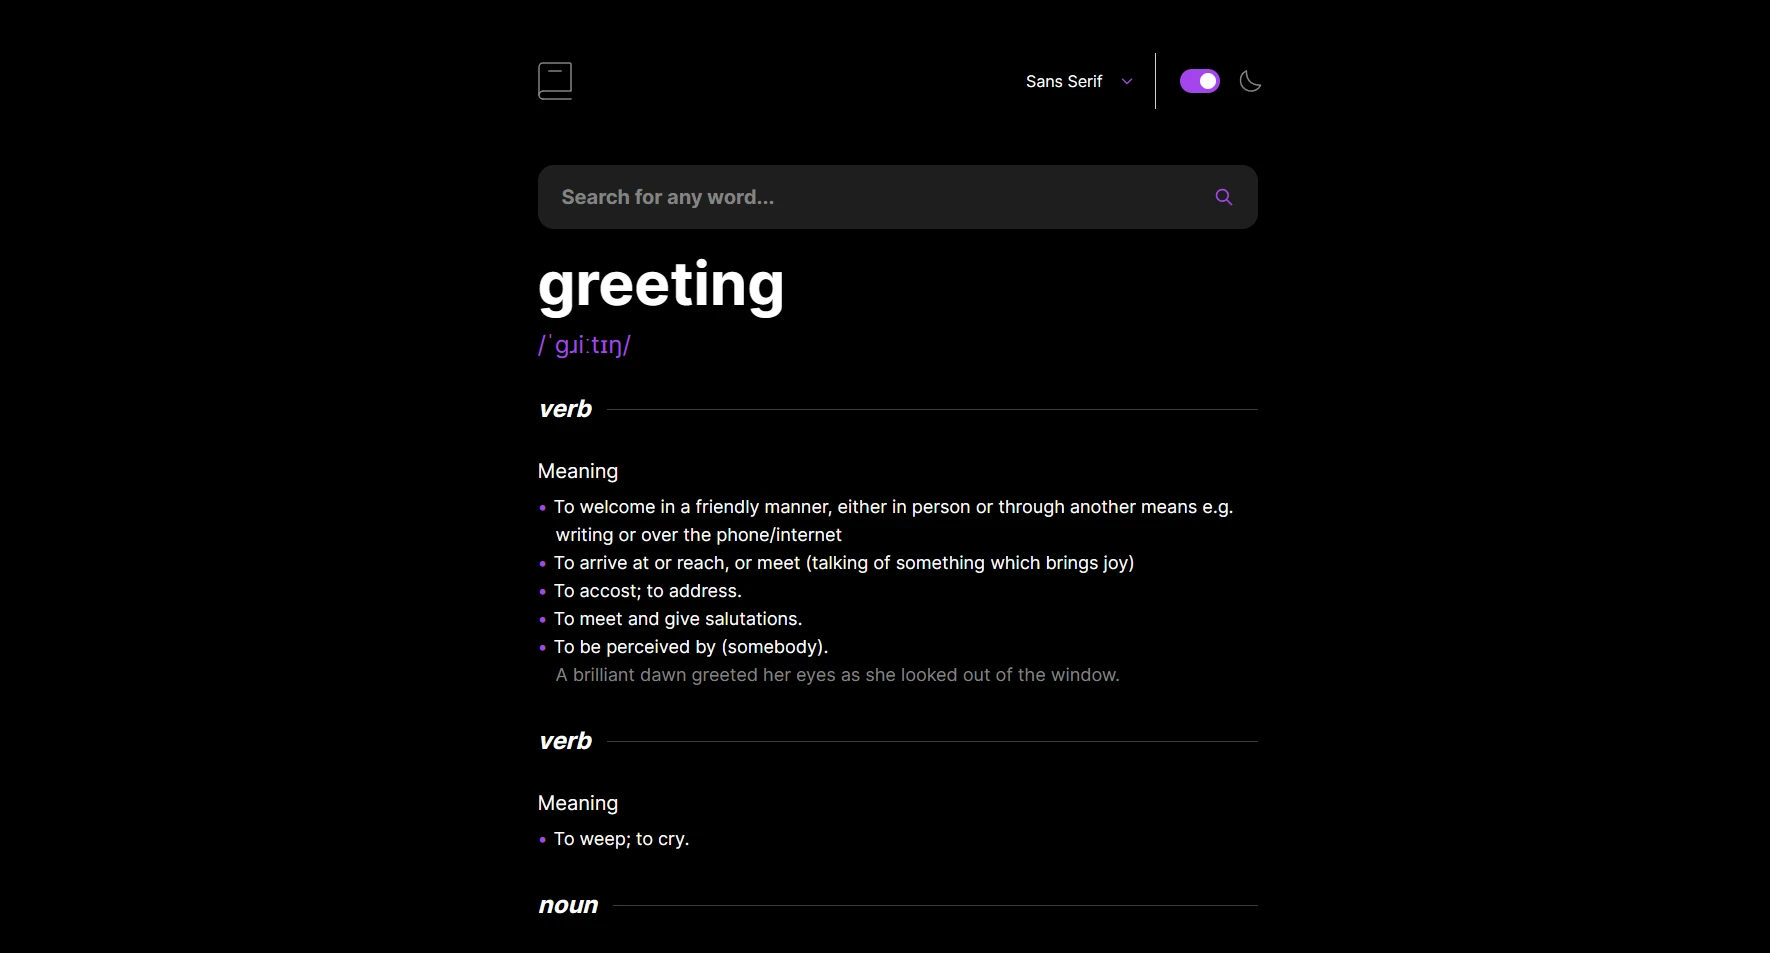 Sans Serif
Search for any word...
greeting
/ˈɡɹiːtɪŋ/
verb
Meaning
• To welcome in a friendly manner, either in person or through another means e.g.
writing or over the phone/internet
• To arrive at or reach, or meet (talking of something which brings joy)
• To accost; to address.
• To meet and give salutations.
• To be perceived by (somebody).
A brilliant dawn greeted her eyes as she looked out of the window.
verb
Meaning
• To weep; to cry.
noun